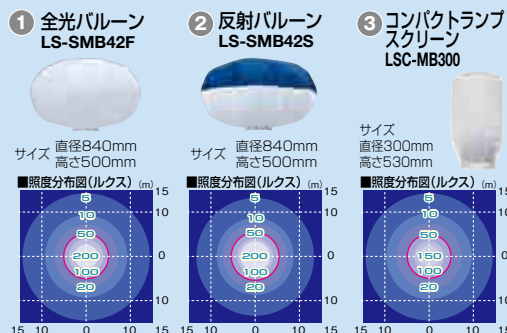 1 全光バルーン
LS-SMB42F
サイズ 直径840mm
高さ500mm
■照度分布図(ルクス) (m)
15
5
10
10
50
200
0
100
20
10
15 10 0 10 15
2 反射バルーン
LS-SMB42S
サイズ 直径840mm
高さ500mm
■照度分布図(ルクス) (m)
15
5
10
10
50
200
0
100
20
10
15 10 0 10 15
3 コンパクトランプ
スクリーン
LSC-MB300
サイズ
直径300mm
高さ530mm
■照度分布図(ルクス) (m)
15
5
10
10
50
150
0
100
20
10
15 10 0 10 15